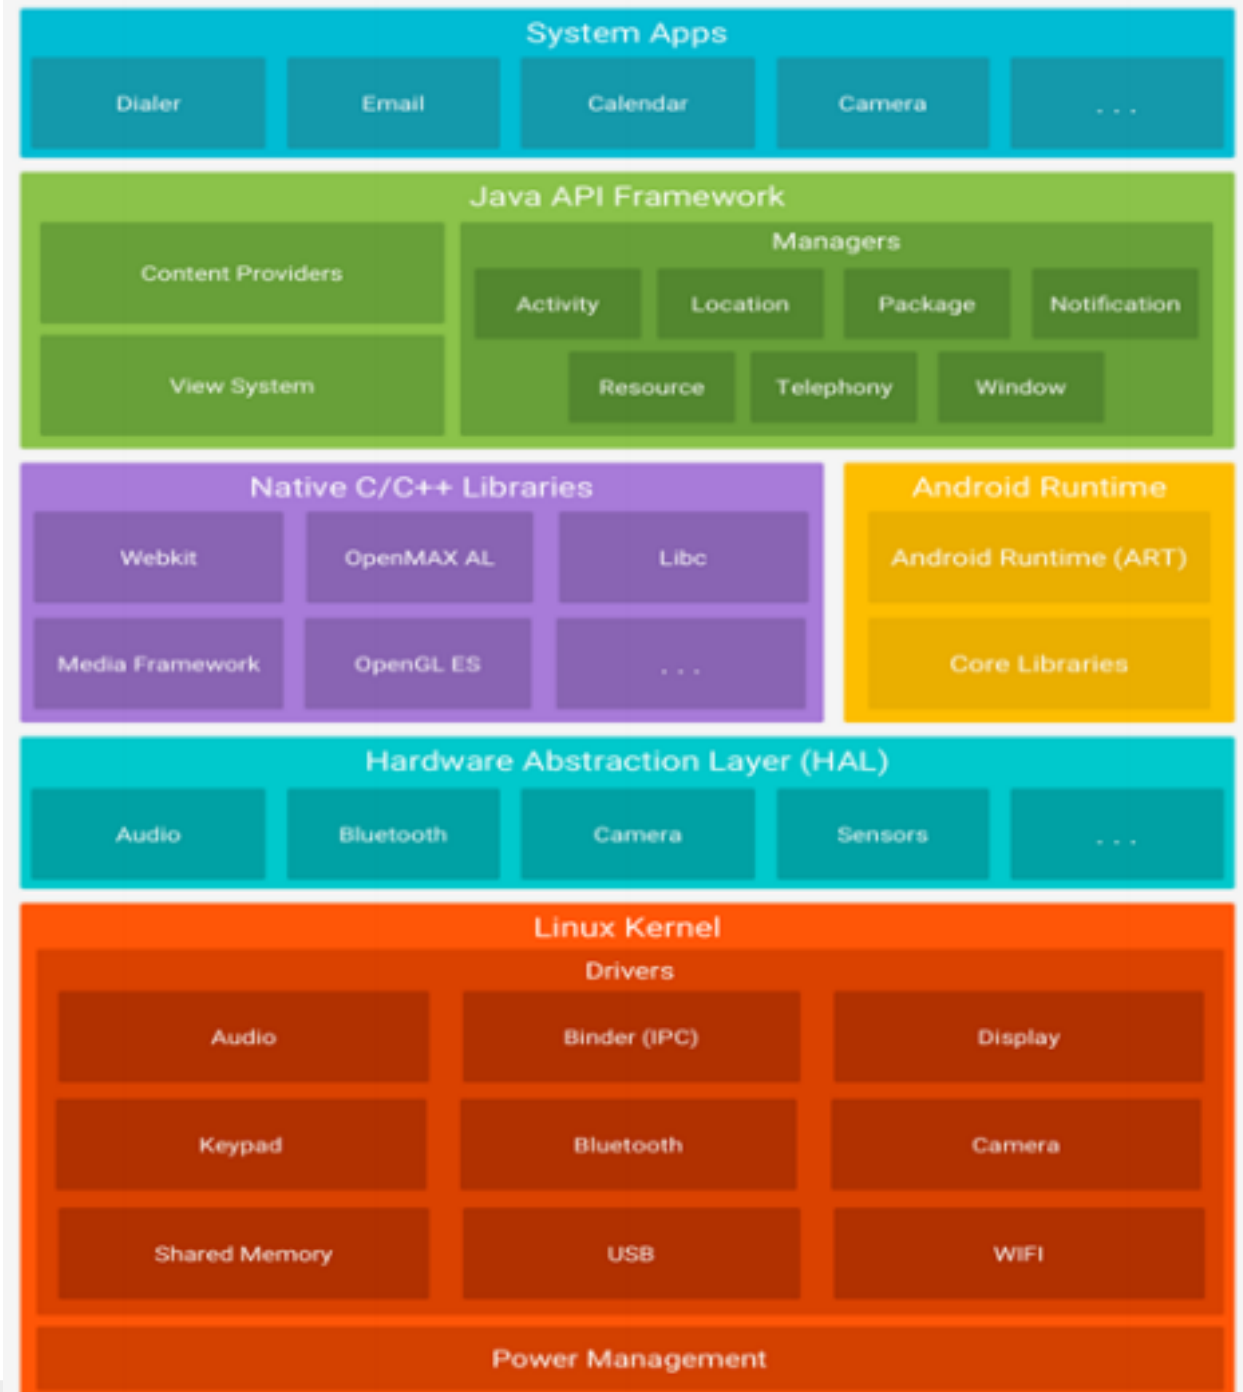 System Apps
Dialer Email Calendar Camera . . .
Java API Framework
Content Providers
View System
Managers
Activity Location Package Notification
Resource Telephony Window
Native C/C++ Libraries
Webkit OpenMAX AL Libc
Media Framework OpenGL ES . . .
Android Runtime
Android Runtime (ART)
Core Libraries
Hardware Abstraction Layer (HAL)
Audio Bluetooth Camera Sensors . . .
Linux Kernel
Drivers
Audio Binder (IPC) Display
Keypad Bluetooth Camera
Shared Memory USB WIFI
Power Management